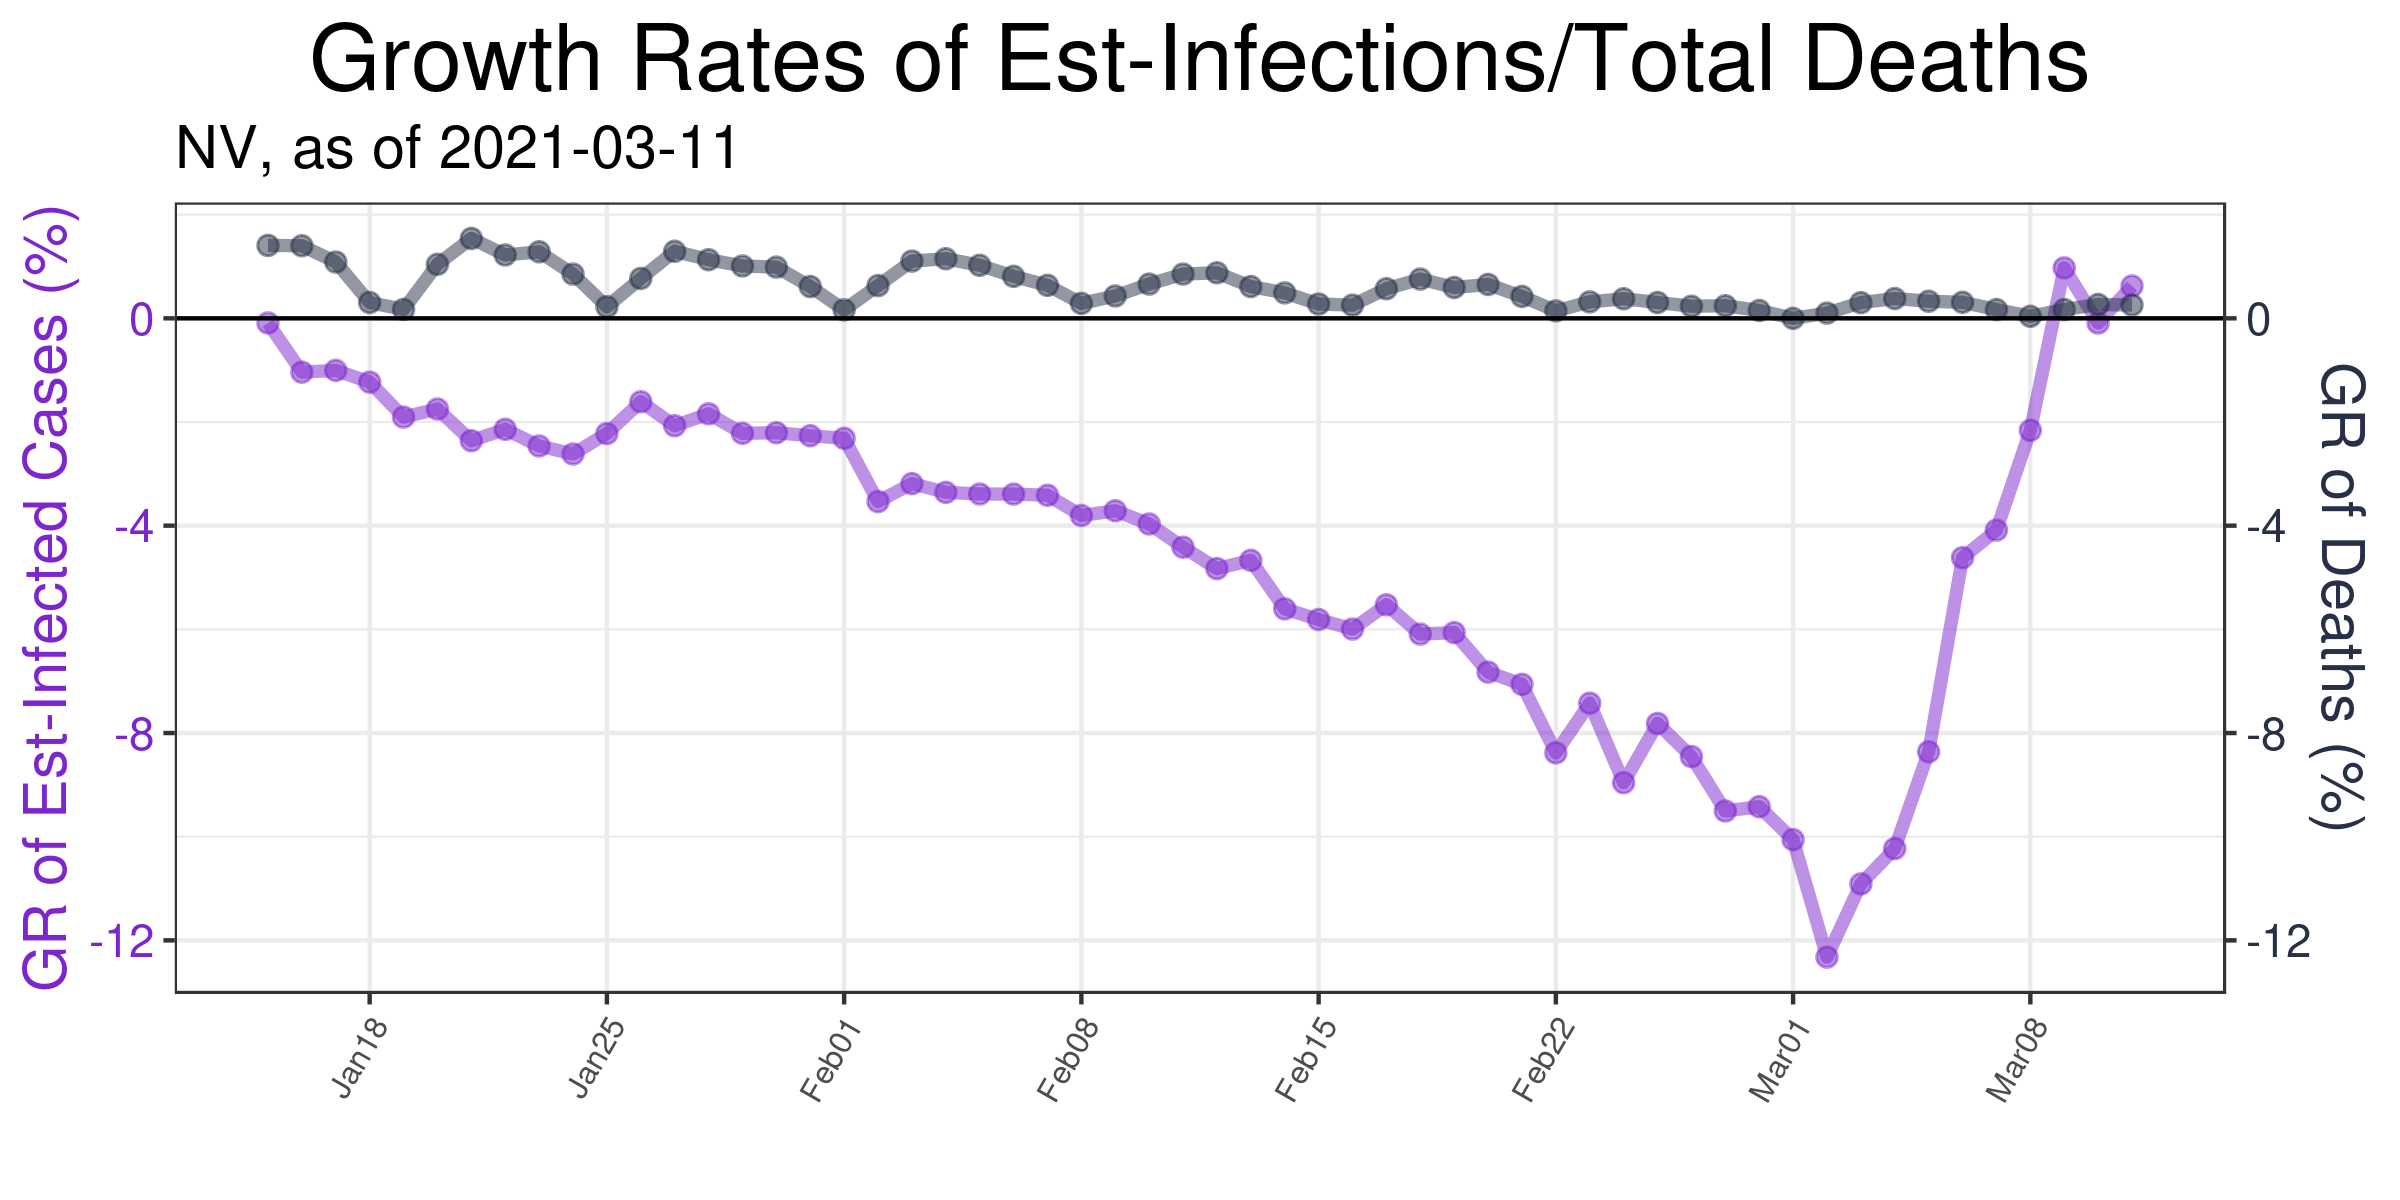 Growth Rates of Est-Infections/Total Deaths
NV, as of 2021-03-11
GR of Est-Infected Cases (%)
0
-4
-8
-12
0
-4
-8
-12
GR of Deaths (%)
Jan18
Jan25
Feb01
Feb08
Feb15
Feb22
Mar01
Mar08